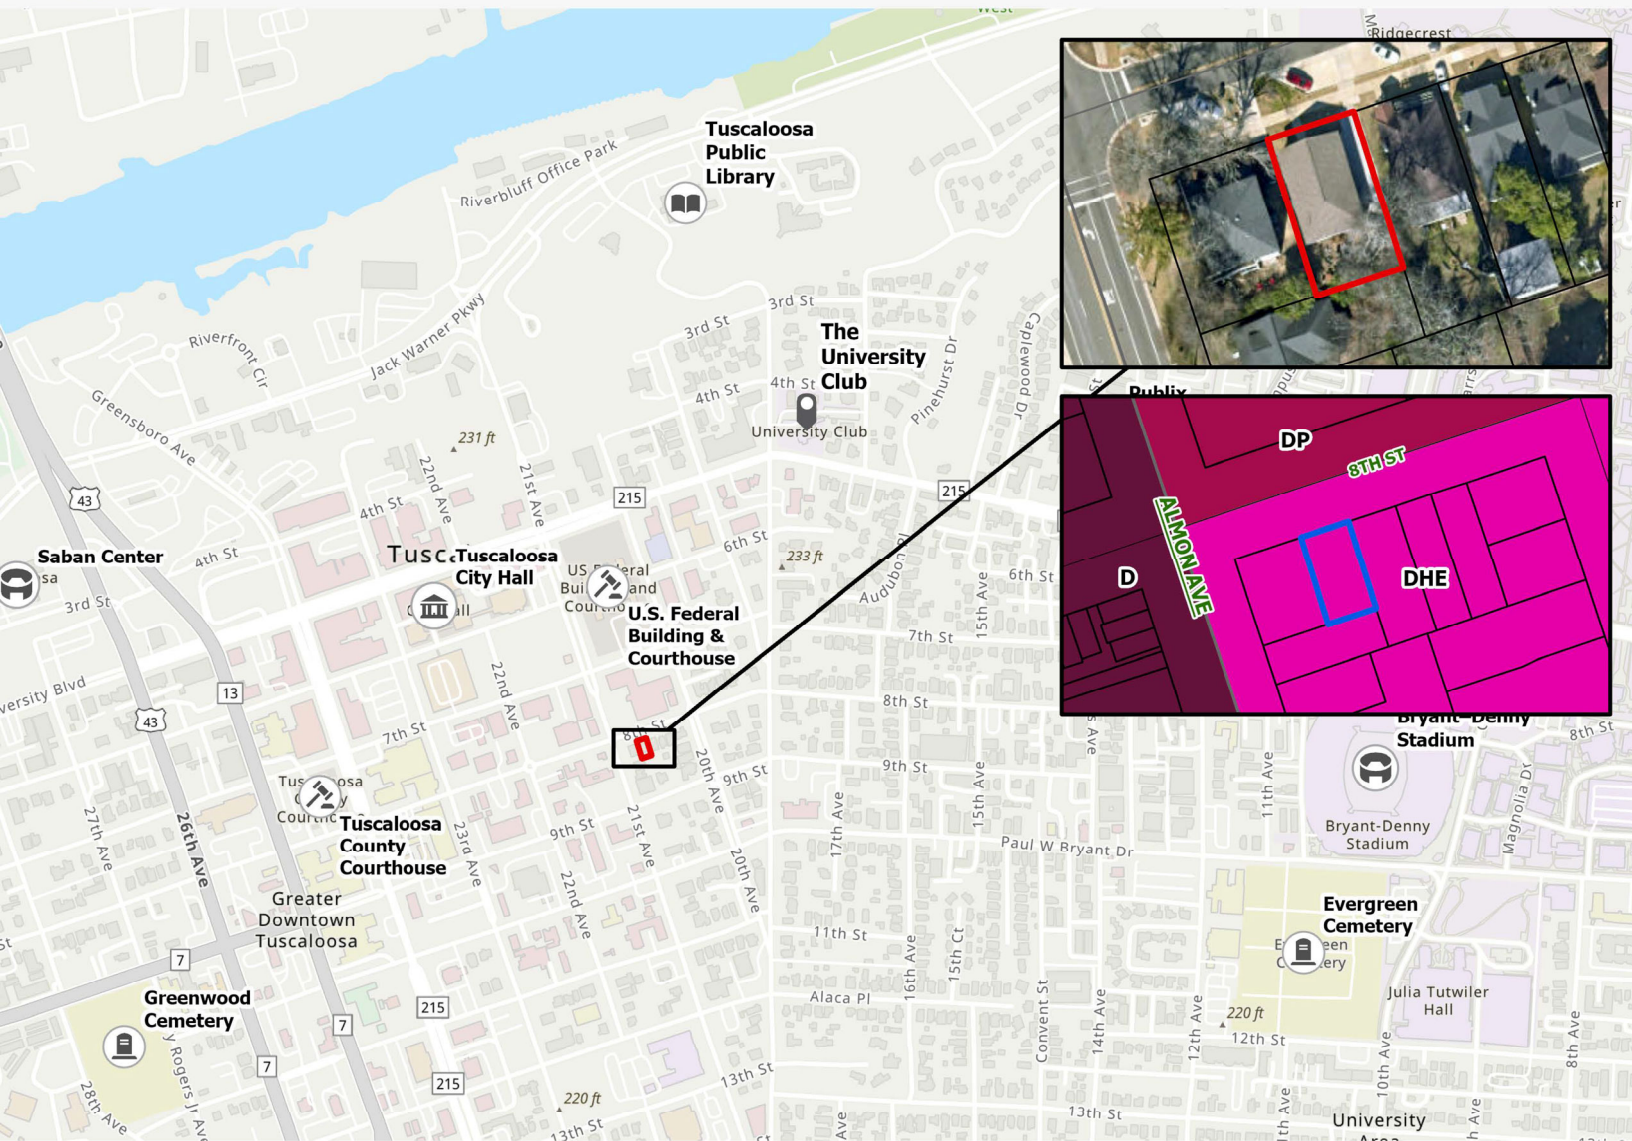 West
Ridgecrest
Tuscaloosa
Public
Library
Riverbluff Office Park
3rd St
3rd St
The
University
Club
4th St
4th St
University Club
Pinehurst Dr
Caplewood Dr
Riverfront Cir
Jack Warner Pkwy
Greensboro Ave
231 ft
22nd Ave
21st Ave
4th St
4th St
43
215
215
Publix
DP
8TH ST
ALMON AVE
D
DHE
Saban Center
3rd St
Tuscaloosa
City Hall
US Federal
U.S. Federal
Building &
Courthouse
6th St
233 ft
Audubon Pl
6th St
15th Ave
7th St
8th St
13
43
22nd Ave
7th St
8th St
20th Ave
9th St
9th St
15th Ave
17th Ave
11th Ave
Bryant-Denny
Stadium
Bryant-Denny
Stadium
Magnolia Dr
8th St
Tuscaloosa
County
Courthouse
27th Ave
26th Ave
23rd Ave
9th St
21st Ave
20th Ave
22nd Ave
Paul W Bryant Dr
Greater
Downtown
Tuscaloosa
7
11th St
16th Ave
15th Ct
Evergreen
Cemetery
Greenwood
Cemetery
215
7
7
215
Alaca Pl
Convent St
14th Ave
12th Ave
220 ft
12th St
Julia Tutwiler
Hall
10th Ave
8th Ave
28th Ave
220 ft
13th St
13th St
13th St
University
Area